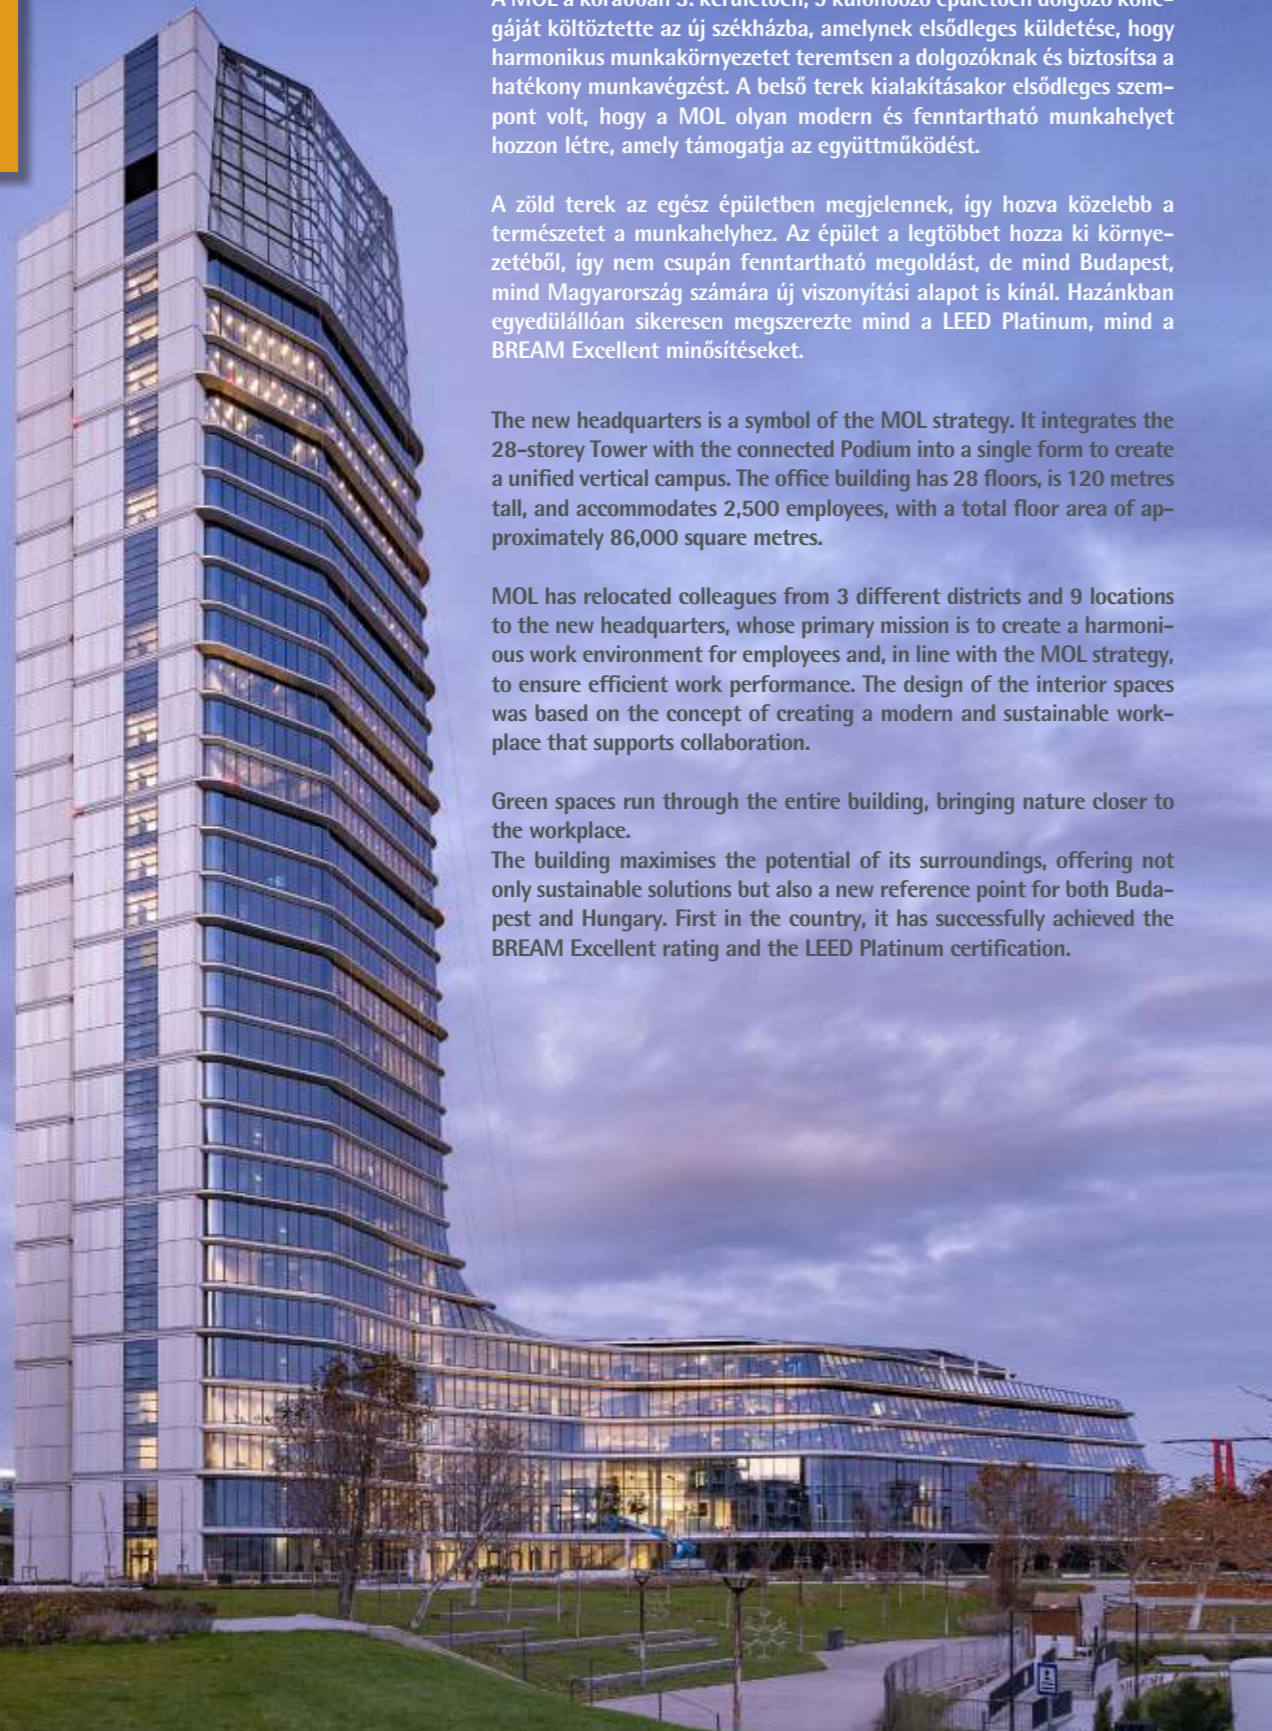 A MOL a korábban 3. kerületben, 9 különböző épületben dolgozó kolle-
gáját költöztette az új székházba, amelynek elsődleges küldetése, hogy
harmonikus munkakörnyezetet teremtsen a dolgozóknak és biztosítsa a
hatékony munkavégzést. A belső terek kialakításakor elsődleges szem-
pont volt, hogy a MOL olyan modern és fenntartható munkahelyet
hozzon létre, amely támogatja az együttműködést.
A zöld terek az egész épületben megjelennek, így hozva közelebb a
természetet a munkahelyhez. Az épület a legtöbbet hozza ki környe-
zetéből, így nem csupán fenntartható megoldást, de mind Budapest,
mind Magyarország számára új viszonyítási alapot is kínál. Hazánkban
egyedülállóan sikeresen megszerezte mind a LEED Platinum, mind a
BREAM Excellent minősítéseket.
The new headquarters is a symbol of the MOL strategy. It integrates the
28-storey Tower with the connected Podium into a single form to create
a unified vertical campus. The office building has 28 floors, is 120 metres
tall, and accommodates 2,500 employees, with a total floor area of ap-
proximately 86,000 square metres.
MOL has relocated colleagues from 3 different districts and 9 locations
to the new headquarters, whose primary mission is to create a harmoni-
ous work environment for employees and, in line with the MOL strategy,
to ensure efficient work performance. The design of the interior spaces
was based on the concept of creating a modern and sustainable work-
place that supports collaboration.
Green spaces run through the entire building, bringing nature closer to
the workplace.
The building maximises the potential of its surroundings, offering not
only sustainable solutions but also a new reference point for both Buda-
pest and Hungary. First in the country, it has successfully achieved the
BREAM Excellent rating and the LEED Platinum certification.